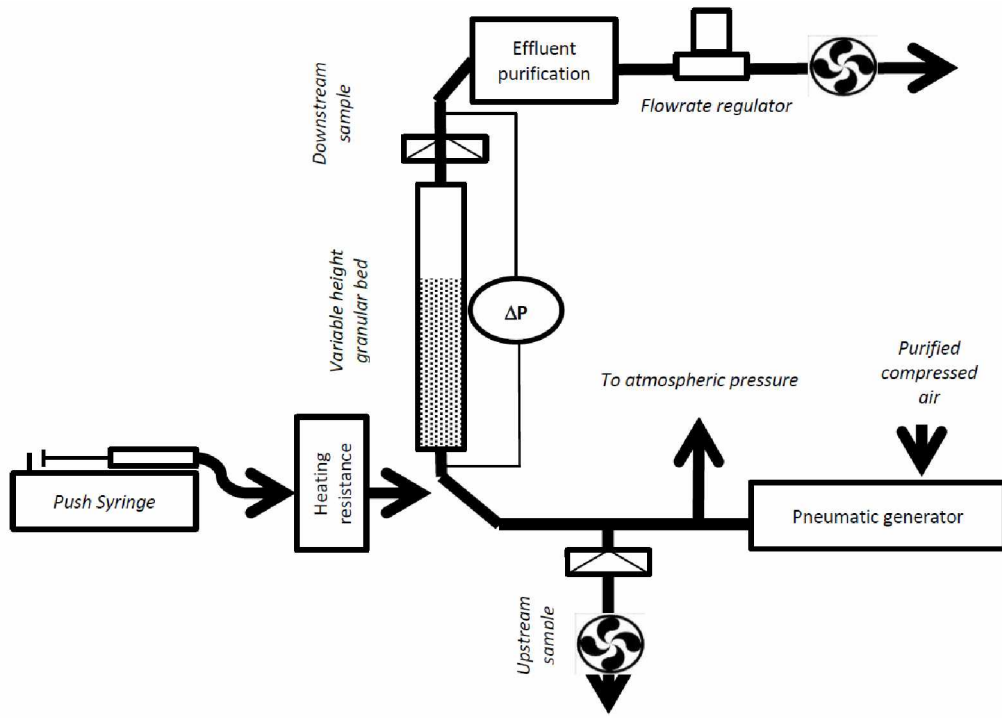 Effluent
purification
Flowrate regulator
Downstream
sample
Variable height
granular bed
ΔP
To atmospheric pressure
Purified
compressed
air
Push Syringe
Heating
resistance
Pneumatic generator
Upstream
sample